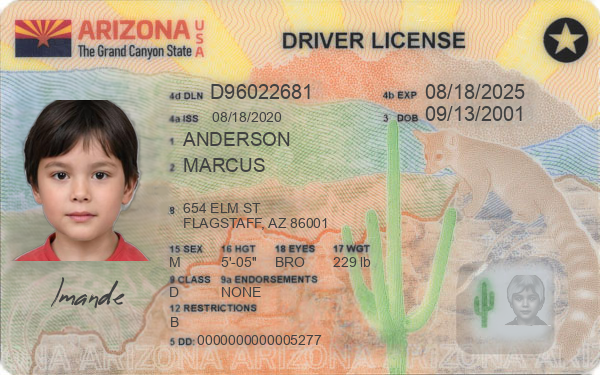 ARIZONA USA
The Grand Canyon State
DRIVER LICENSE
4d DLN D96022681
4b EXP 08/18/2025
4a ISS 08/18/2020
3 DOB 09/13/2001
1 ANDERSON
2 MARCUS
8 654 ELM ST
FLAGSTAFF, AZ 86001
15 SEX 16 HGT 18 EYES 17 WGT
M 5'-05" BRO 229 lb
9 CLASS 9a ENDORSEMENTS
D NONE
12 RESTRICTIONS
B
5 DD: 0000000000005277
Imande
ARIZONA ARIZONA ARIZONA ARIZONA